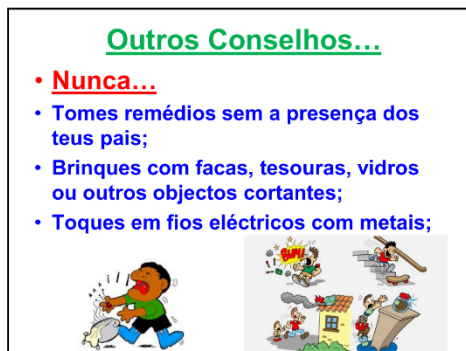 Outros Conselhos…
• Nunca…
• Tomes remédios sem a presença dos
teus pais;
• Brinques com facas, tesouras, vidros
ou outros objectos cortantes;
• Toques em fios eléctricos com metais;
BUM!